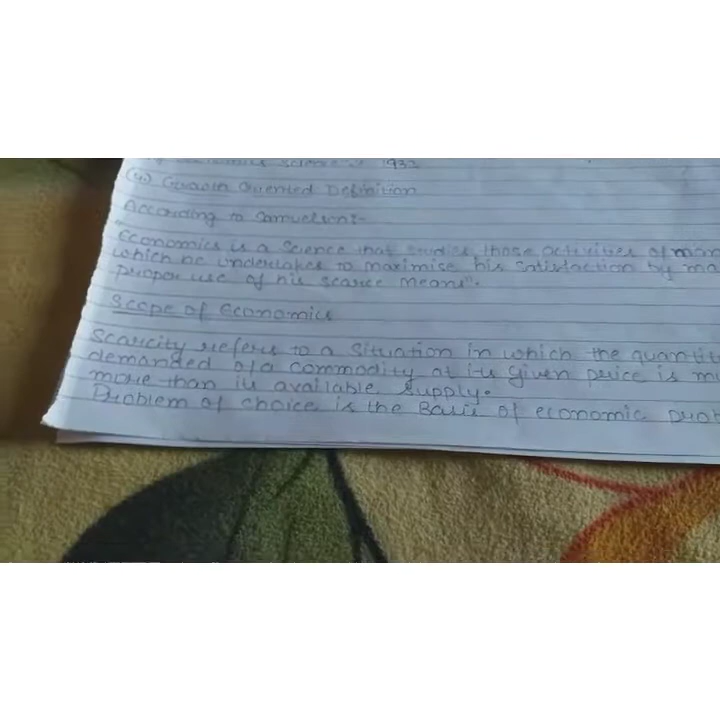 Science" 1932
(4) Growth Oriented Definition
According to Samuelson:-
"Economics is a Science that studies those activities of man
which he undertakes to maximise his satisfaction by
proper use of his scarce means".
Scope of Economics
Scarcity refers to a situation in which the
demanded of a commodity at its given price is
more than its available supply.
Problem of choice is the Basis of economic